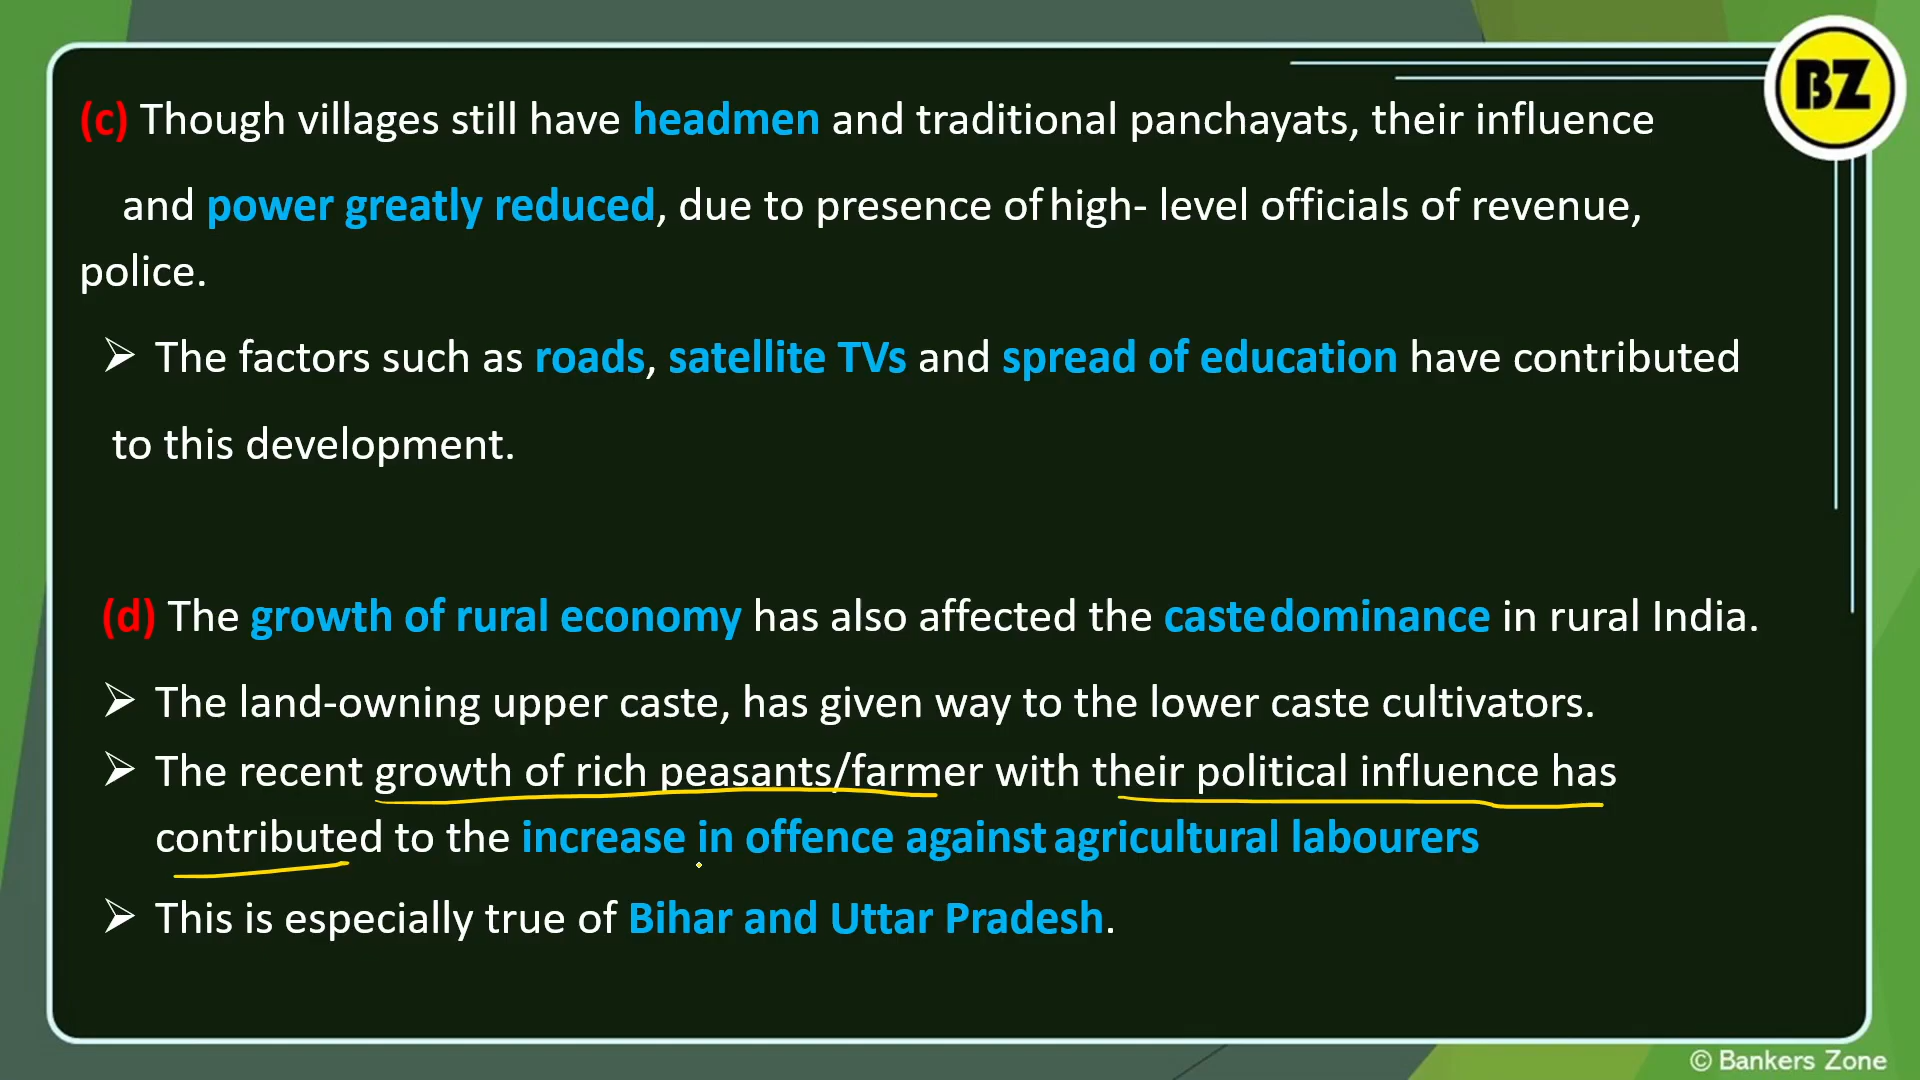 BZ
(c) Though villages still have headmen and traditional panchayats, their influence
and power greatly reduced, due to presence of high- level officials of revenue,
police.
➢ The factors such as roads, satellite TVs and spread of education have contributed
to this development.
(d) The growth of rural economy has also affected the caste dominance in rural India.
➢ The land-owning upper caste, has given way to the lower caste cultivators.
➢ The recent growth of rich peasants/farmer with their political influence has
contributed to the increase in offence against agricultural labourers
➢ This is especially true of Bihar and Uttar Pradesh.
© Bankers Zone